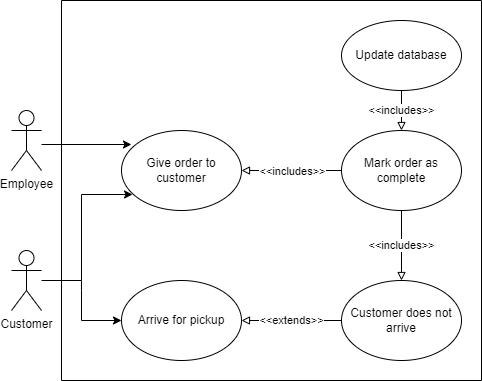 Update database
<<includes>>
Employee
Give order to
customer
<<includes>>
Mark order as
complete
<<includes>>
Customer
Arrive for pickup
<<extends>>
Customer does not
arrive